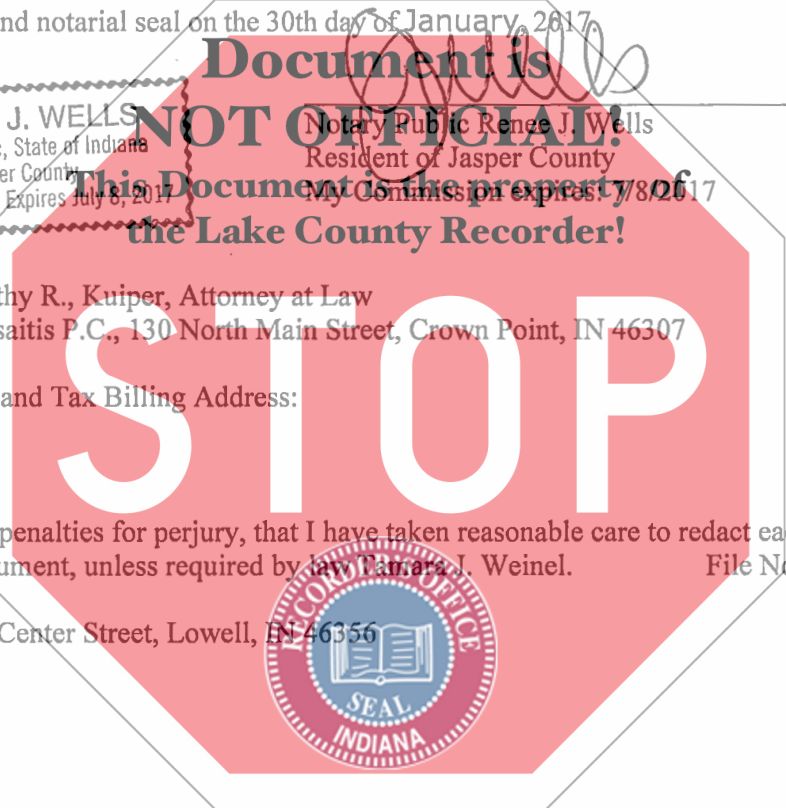 nd notarial seal on the 30th day of January, 2017.
Document is
NOT OFFICIAL!
This Document is the property of
the Lake County Recorder!
J. WELLS
, State of Indiana
er County
Expires July 8, 2017
Notary Public Renee J. Wells
Resident of Jasper County
My Commission expires: 7/8/2017
thy R., Kuiper, Attorney at Law
saitis P.C., 130 North Main Street, Crown Point, IN 46307
and Tax Billing Address:
STOP
penalties for perjury, that I have taken reasonable care to redact ea
ument, unless required by law Tamara J. Weinel. File No
Center Street, Lowell, IN 46356
RECORDER'S OFFICE
SEAL
INDIANA